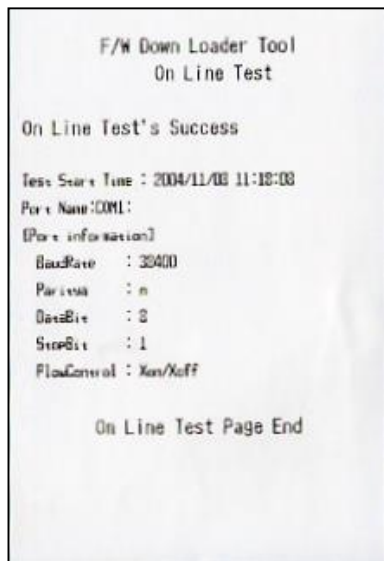 F/W Down Loader Tool
On Line Test
On Line Test's Success
Test Start Time : 2004/11/08 11:18:08
Port Name:COM1:
[Port information]
BaudRate : 38400
: n
DataBit : 8
StopBit : 1
FlowControl : Xon/Xoff
On Line Test Page End